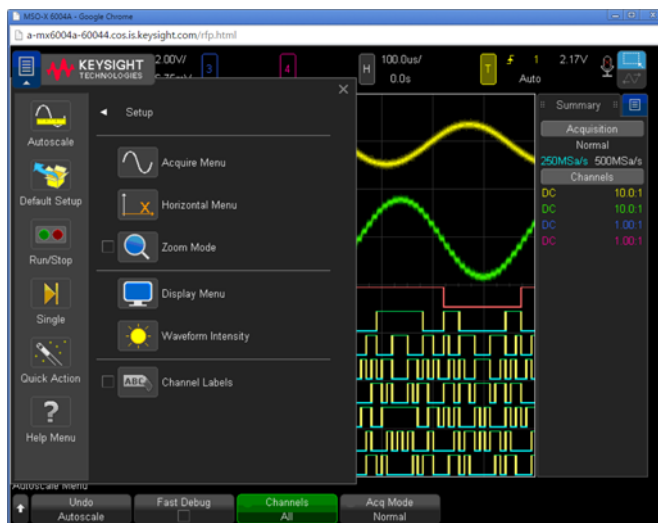 MSO-X 6004A - Google Chrome
a-mx6004a-60044.cos.is.keysight.com/rfp.html
KEYSIGHT
TECHNOLOGIES
2.00V/
3
4
H
100.0us/
0.0s
T
1
2.17V
Auto
Setup
Autoscale
Default Setup
Run/Stop
Single
Quick Action
?
Help Menu
Acquire Menu
X
Horizontal Menu
Zoom Mode
Display Menu
Waveform Intensity
ABC
Channel Labels
Summary
Acquisition
Normal
250MSa/s 500MSa/s
Channels
DC 10.0:1
DC 10.0:1
DC 1.00:1
DC 1.00:1
Autoscale Menu
Undo
Autoscale
Fast Debug
Channels
All
Acq Mode
Normal